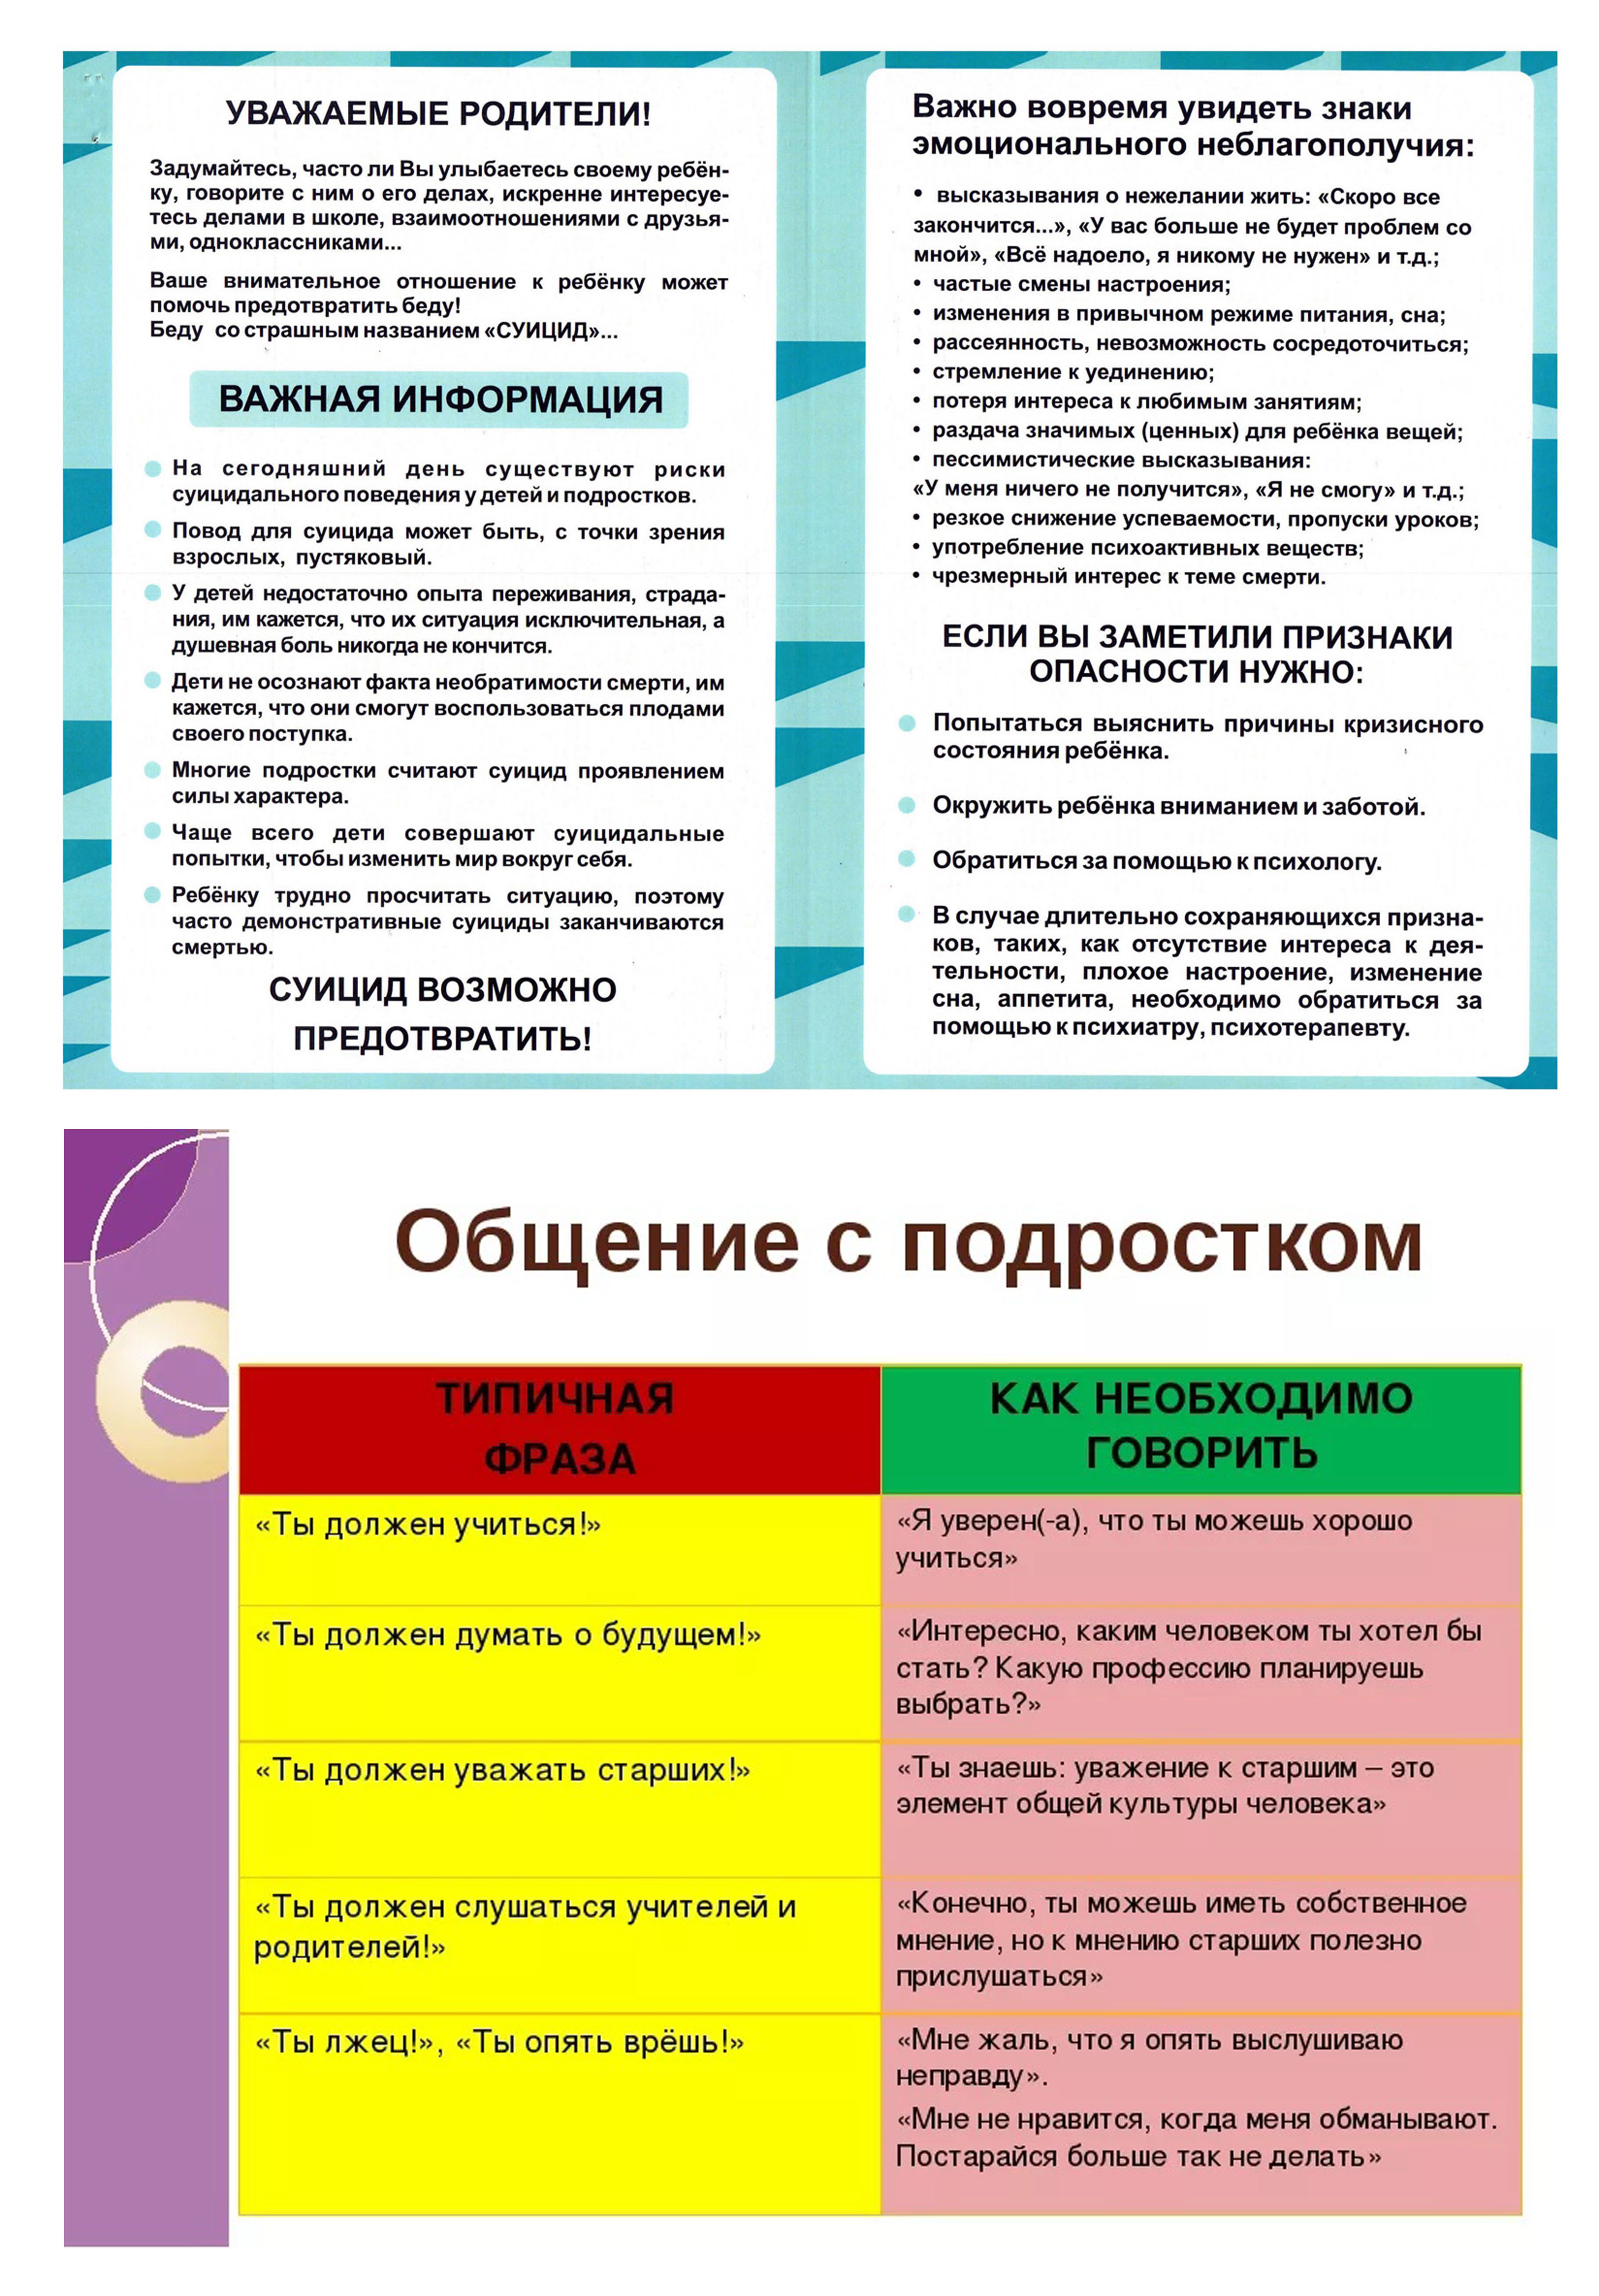 УВАЖАЕМЫЕ РОДИТЕЛИ!
Задумайтесь, часто ли Вы улыбаетесь своему ребён-
ку, говорите с ним о его делах, искренне интересуе-
тесь делами в школе, взаимоотношениями с друзья-
ми, одноклассниками...
Ваше внимательное отношение к ребёнку может
помочь предотвратить беду!
Беду со страшным названием «СУИЦИД»...
ВАЖНАЯ ИНФОРМАЦИЯ
На сегодняшний день существуют риски
суицидального поведения у детей и подростков.
Повод для суицида может быть, с точки зрения
взрослых, пустяковый.
У детей недостаточно опыта переживания, страда-
ния, им кажется, что их ситуация исключительная, а
душевная боль никогда не кончится.
Дети не осознают факта необратимости смерти, им
кажется, что они смогут воспользоваться плодами
своего поступка.
Многие подростки считают суицид проявлением
силы характера.
Чаще всего дети совершают суицидальные
попытки, чтобы изменить мир вокруг себя.
Ребёнку трудно просчитать ситуацию, поэтому
часто демонстративные суициды заканчиваются
смертью.
СУИЦИД ВОЗМОЖНО
ПРЕДОТВРАТИТЬ!
Важно вовремя увидеть знаки
эмоционального неблагополучия:
• высказывания о нежелании жить: «Скоро все
закончится...», «У вас больше не будет проблем со
мной», «Всё надоело, я никому не нужен» и т.д.;
• частые смены настроения;
• изменения в привычном режиме питания, сна;
• рассеянность, невозможность сосредоточиться;
• стремление к уединению;
• потеря интереса к любимым занятиям;
• раздача значимых (ценных) для ребёнка вещей;
• пессимистические высказывания:
«У меня ничего не получится», «Я не смогу» и т.д.;
• резкое снижение успеваемости, пропуски уроков;
• употребление психоактивных веществ;
• чрезмерный интерес к теме смерти.
ЕСЛИ ВЫ ЗАМЕТИЛИ ПРИЗНАКИ
ОПАСНОСТИ НУЖНО:
Попытаться выяснить причины кризисного
состояния ребёнка.
Окружить ребёнка вниманием и заботой.
Обратиться за помощью к психологу.
В случае длительно сохраняющихся призна-
ков, таких, как отсутствие интереса к дея-
тельности, плохое настроение, изменение
сна, аппетита, необходимо обратиться за
помощью к психиатру, психотерапевту.
Общение с подростком
ТИПИЧНАЯ
ФРАЗА
КАК НЕОБХОДИМО
ГОВОРИТЬ
«Ты должен учиться!»
«Я уверен(-а), что ты можешь хорошо
учиться»
«Ты должен думать о будущем!»
«Интересно, каким человеком ты хотел бы
стать? Какую профессию планируешь
выбрать?»
«Ты должен уважать старших!»
«Ты знаешь: уважение к старшим – это
элемент общей культуры человека»
«Ты должен слушаться учителей и
родителей!»
«Конечно, ты можешь иметь собственное
мнение, но к мнению старших полезно
прислушаться»
«Ты лжец!», «Ты опять врёшь!»
«Мне жаль, что я опять выслушиваю
неправду».
«Мне не нравится, когда меня обманывают.
Постарайся больше так не делать»